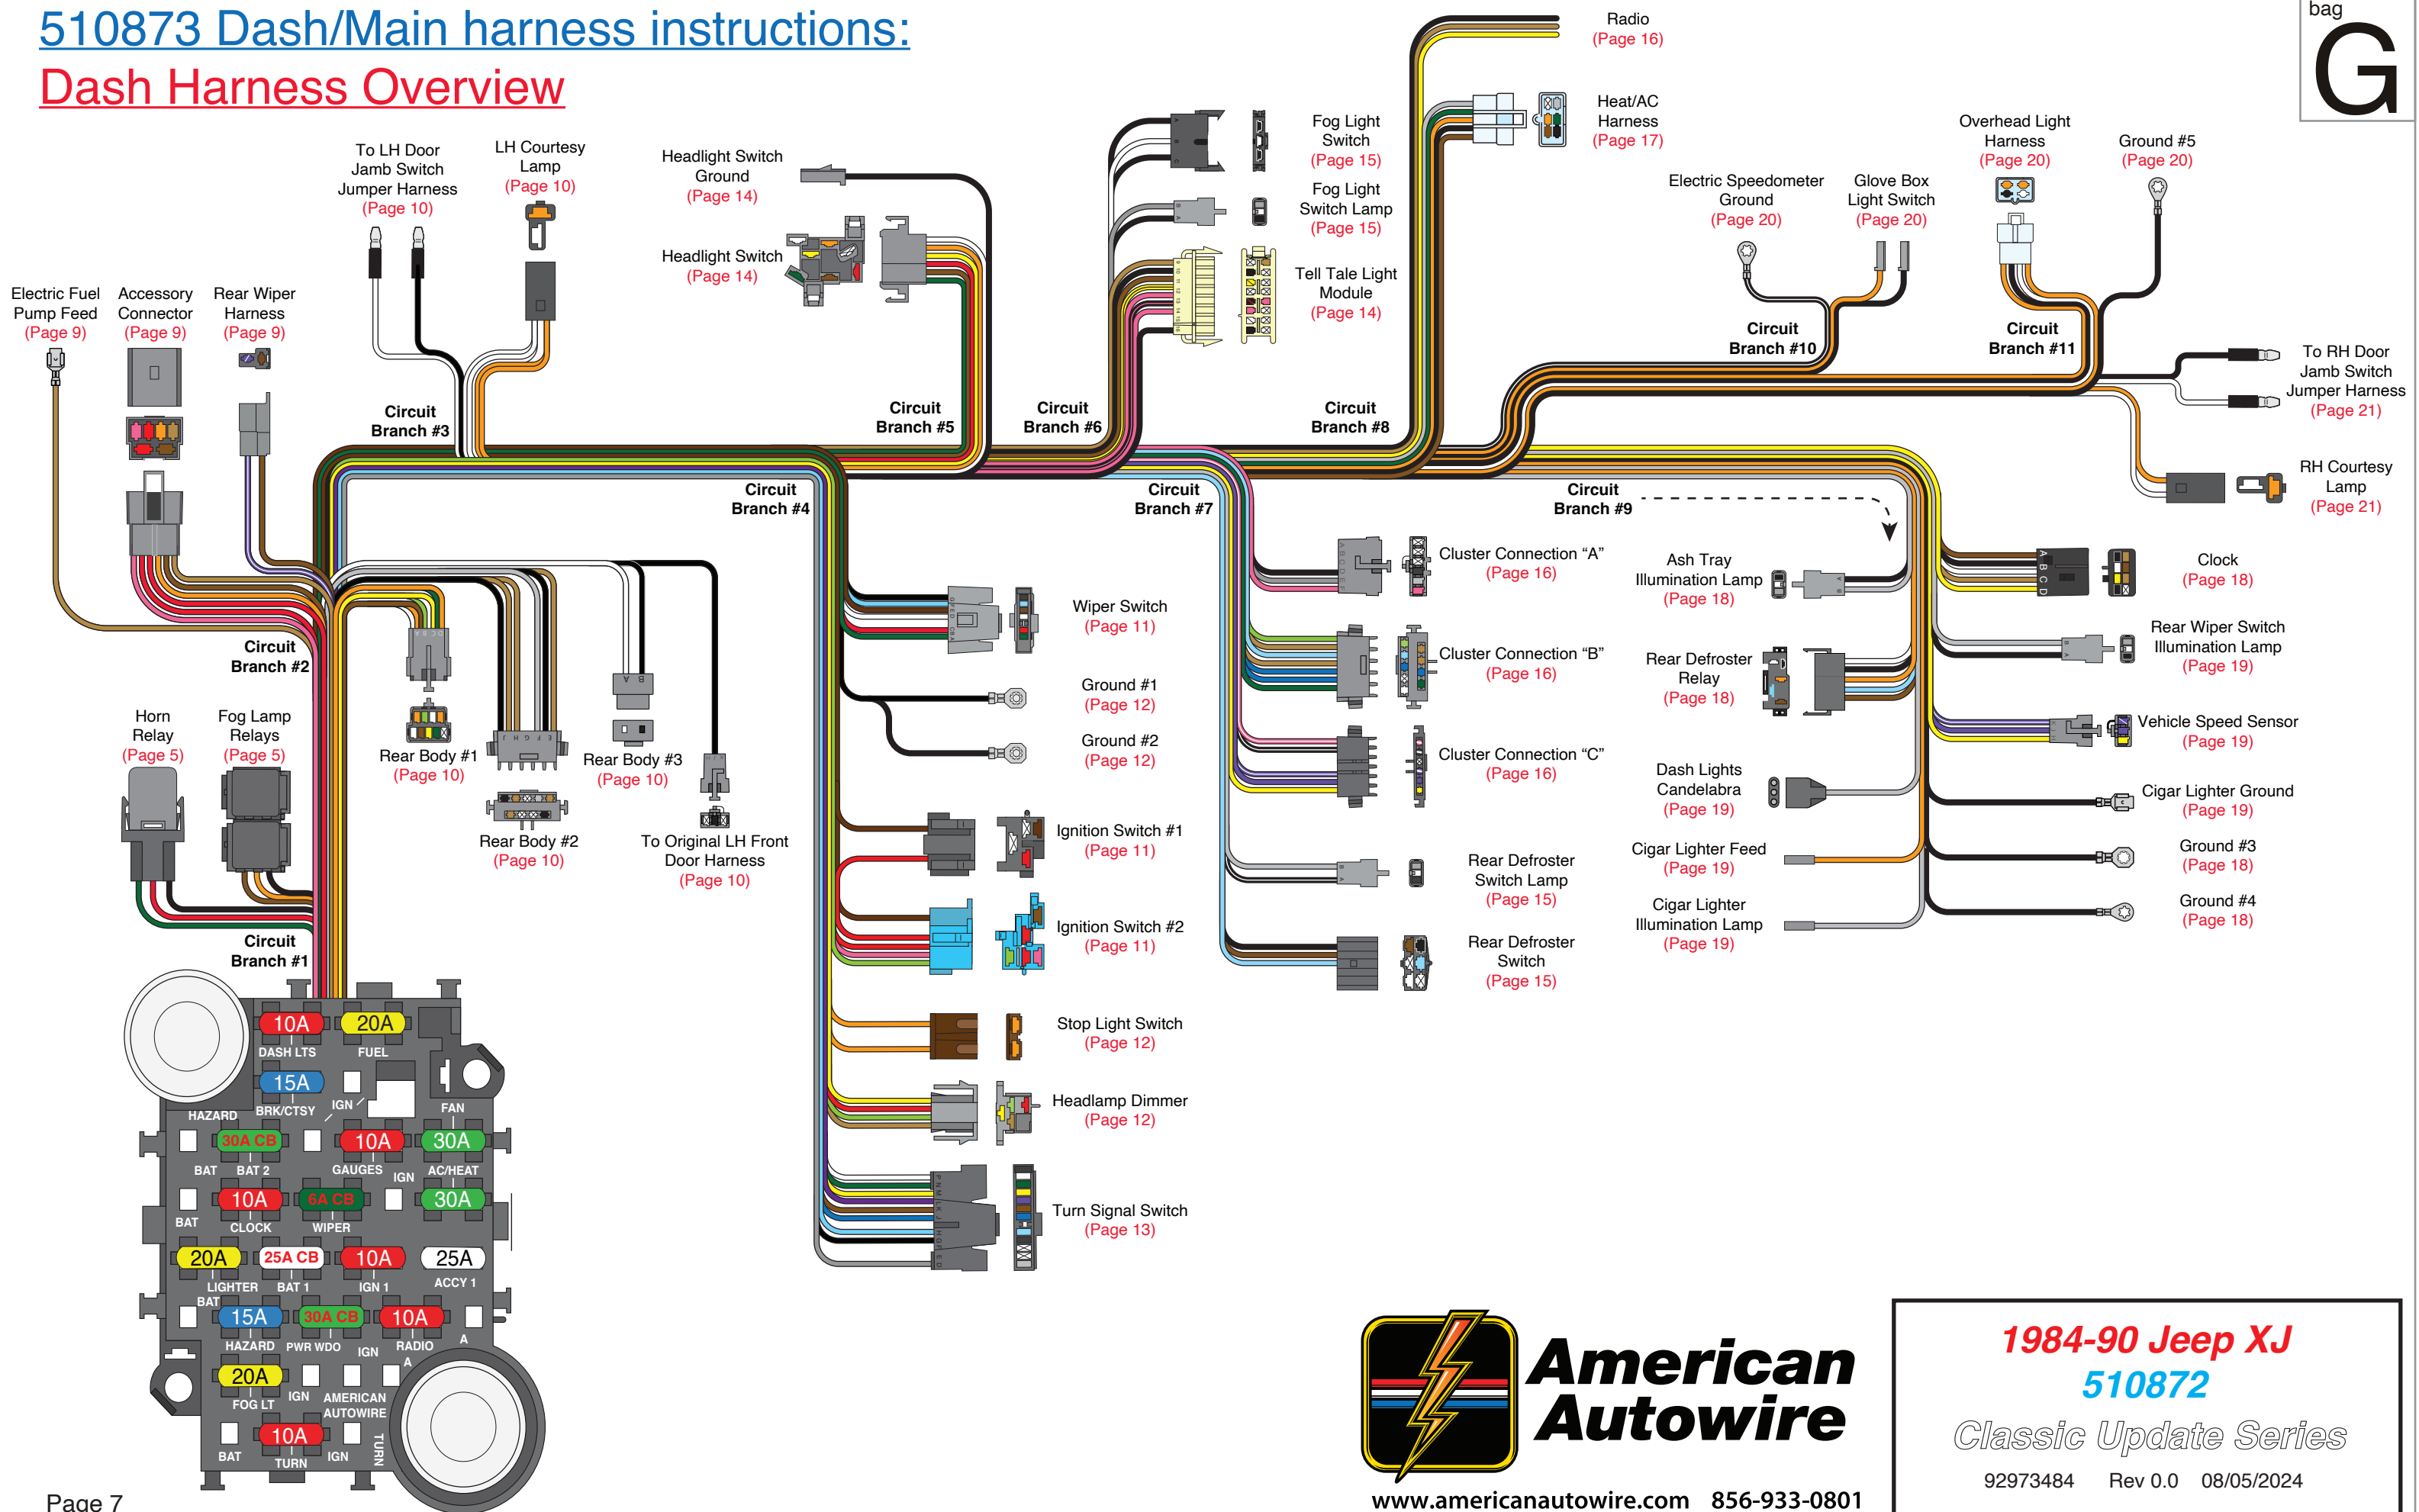 510873 Dash/Main harness instructions:
Dash Harness Overview
bag
G
Radio
(Page 16)
Heat/AC
Harness
(Page 17)
Fog Light
Switch
(Page 15)
Fog Light
Switch Lamp
(Page 15)
Tell Tale Light
Module
(Page 14)
Headlight Switch
Ground
(Page 14)
Headlight Switch
(Page 14)
To LH Door
Jamb Switch
Jumper Harness
(Page 10)
LH Courtesy
Lamp
(Page 10)
Electric Fuel
Pump Feed
(Page 9)
Accessory
Connector
(Page 9)
Rear Wiper
Harness
(Page 9)
Overhead Light
Harness
(Page 20)
Ground #5
(Page 20)
Electric Speedometer
Ground
(Page 20)
Glove Box
Light Switch
(Page 20)
Circuit
Branch #10
Circuit
Branch #11
To RH Door
Jamb Switch
Jumper Harness
(Page 21)
RH Courtesy
Lamp
(Page 21)
Circuit
Branch #3
Circuit
Branch #5
Circuit
Branch #6
Circuit
Branch #8
Circuit
Branch #4
Circuit
Branch #7
Circuit
Branch #9
Circuit
Branch #2
Horn
Relay
(Page 5)
Fog Lamp
Relays
(Page 5)
Rear Body #1
(Page 10)
Rear Body #2
(Page 10)
Rear Body #3
(Page 10)
To Original LH Front
Door Harness
(Page 10)
Circuit
Branch #1
Wiper Switch
(Page 11)
Ground #1
(Page 12)
Ground #2
(Page 12)
Ignition Switch #1
(Page 11)
Ignition Switch #2
(Page 11)
Stop Light Switch
(Page 12)
Headlamp Dimmer
(Page 12)
Turn Signal Switch
(Page 13)
Cluster Connection “A”
(Page 16)
Cluster Connection “B”
(Page 16)
Cluster Connection “C”
(Page 16)
Rear Defroster
Switch Lamp
(Page 15)
Rear Defroster
Switch
(Page 15)
Ash Tray
Illumination Lamp
(Page 18)
Rear Defroster
Relay
(Page 18)
Dash Lights
Candelabra
(Page 19)
Cigar Lighter Feed
(Page 19)
Cigar Lighter
Illumination Lamp
(Page 19)
A
B
C
D
Clock
(Page 18)
Rear Wiper Switch
Illumination Lamp
(Page 19)
Vehicle Speed Sensor
(Page 19)
Cigar Lighter Ground
(Page 19)
Ground #3
(Page 18)
Ground #4
(Page 18)
10A 20A
DASH LTS FUEL
15A
HAZARD BRK/CTSY IGN FAN
30A CB 10A 30A
BAT BAT 2 GAUGES IGN AC/HEAT
10A 6A CB 30A
BAT CLOCK WIPER
20A 25A CB 10A 25A
LIGHTER BAT 1 IGN 1 ACCY 1
BAT
15A 30A CB 10A
HAZARD PWR WDO IGN RADIO A
A
20A
FOG LT IGN AMERICAN
AUTOWIRE
10A
BAT TURN IGN TURN
Page 7
American
Autowire
www.americanautowire.com 856-933-0801
1984-90 Jeep XJ
510872
Classic Update Series
92973484 Rev 0.0 08/05/2024